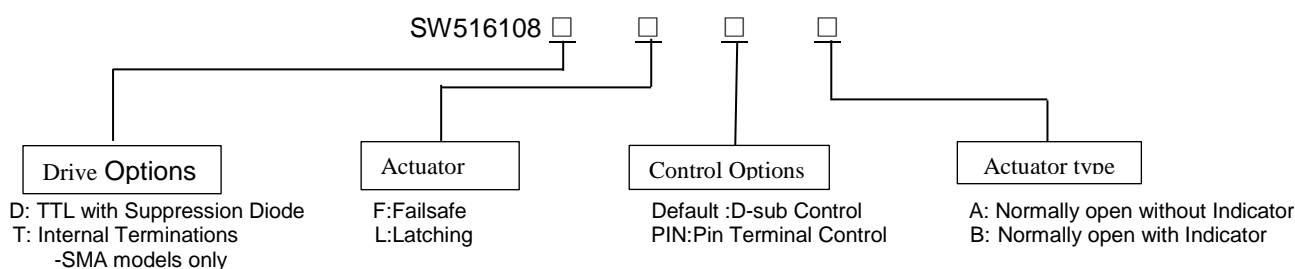 SW516108 □ □ □ □
Drive Options
Actuator
Control Options
Actuator type
D: TTL with Suppression Diode
T: Internal Terminations
-SMA models only
F:Failsafe
L:Latching
Default :D-sub Control
PIN:Pin Terminal Control
A: Normally open without Indicator
B: Normally open with Indicator